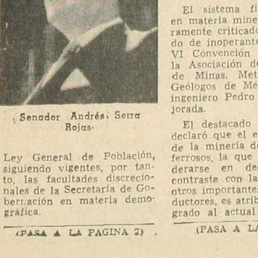 Senador Andrés Serra
Rojas.
Ley General de Población,
siguiendo vigentes, por tan-
to, las facultades discrecio-
nales de la Secretaría de Go-
bernación en materia demo-
gráfica.
(PASA A LA PAGINA 2)
El sistema fi
en materia mine
ramente criticad
do de inoperante
VI Convención
la Asociación de
de Minas, Met
Geólogos de Mé
ingeniero Pedro
jorada.
El destacado
declaró que el e
de la minería de
ferrosos, la que
derarse en de
contraste con la
otros importante
ductores, es atrib
grado al actual
(PASA A LA